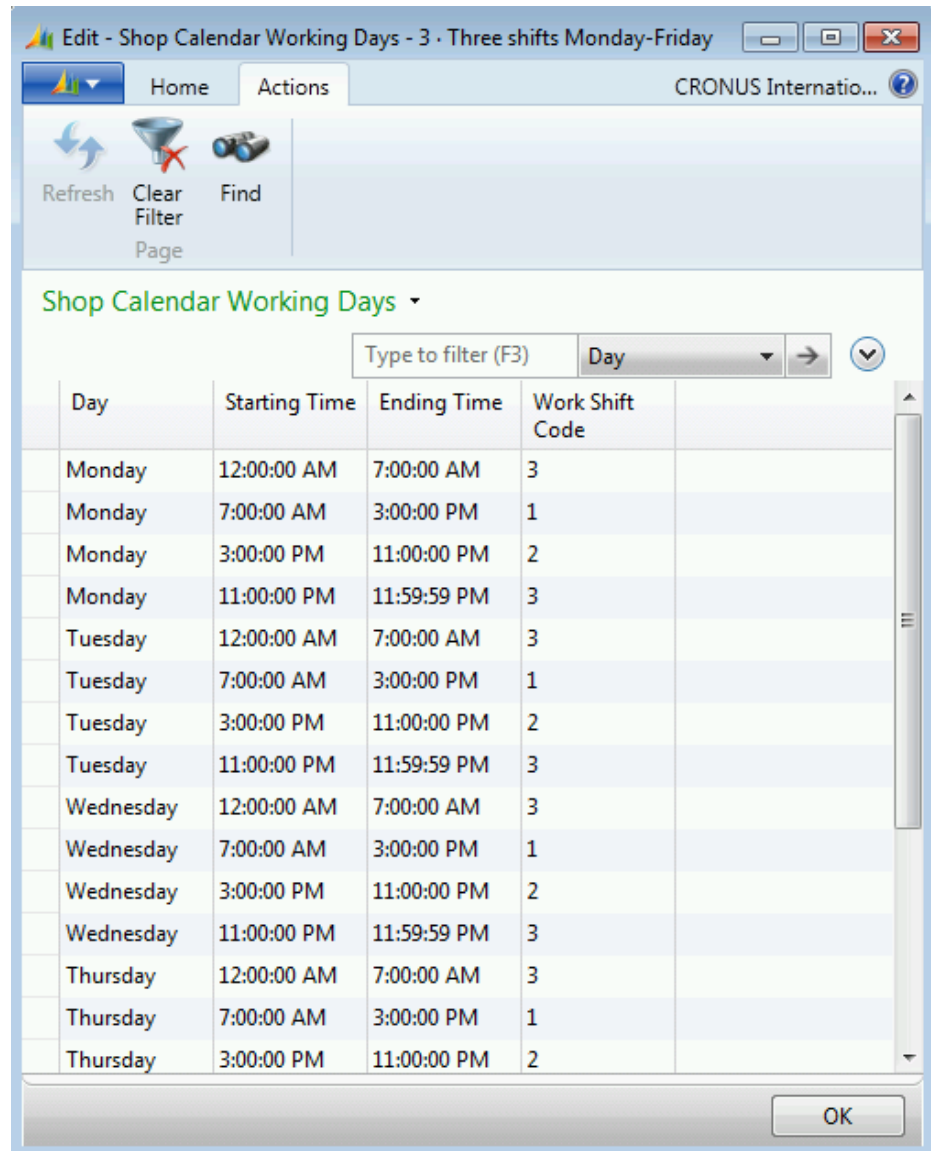 Edit - Shop Calendar Working Days - 3 · Three shifts Monday-Friday
Home Actions CRONUS Internatio...
Refresh Clear Filter Find
Page
Shop Calendar Working Days
Type to filter (F3) Day
Day Starting Time Ending Time Work Shift Code
Monday 12:00:00 AM 7:00:00 AM 3
Monday 7:00:00 AM 3:00:00 PM 1
Monday 3:00:00 PM 11:00:00 PM 2
Monday 11:00:00 PM 11:59:59 PM 3
Tuesday 12:00:00 AM 7:00:00 AM 3
Tuesday 7:00:00 AM 3:00:00 PM 1
Tuesday 3:00:00 PM 11:00:00 PM 2
Tuesday 11:00:00 PM 11:59:59 PM 3
Wednesday 12:00:00 AM 7:00:00 AM 3
Wednesday 7:00:00 AM 3:00:00 PM 1
Wednesday 3:00:00 PM 11:00:00 PM 2
Wednesday 11:00:00 PM 11:59:59 PM 3
Thursday 12:00:00 AM 7:00:00 AM 3
Thursday 7:00:00 AM 3:00:00 PM 1
Thursday 3:00:00 PM 11:00:00 PM 2
OK